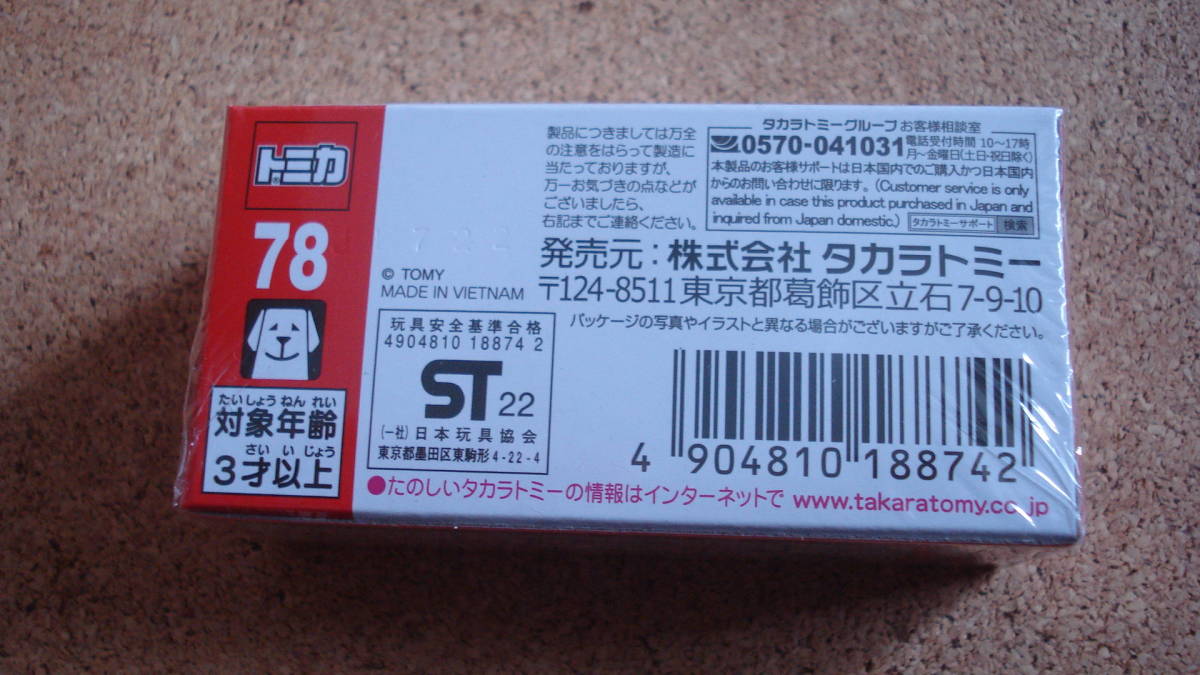 トミカ
78
たいしょう ねん れい
対象年齢
さい い じょう
3才以上
製品につきましては万全
の注意をはらって製造に
当たっておりますが、
万一お気づきの点などが
ございましたら、
右記までご連絡ください。
タカラトミーグループ お客様相談室
0570-041031 電話受付時間 10〜17時
月〜金曜日(土日・祝日除く)
本製品のお客様サポートは日本国内でのご購入かつ日本国内
からのお問い合わせに限ります。(Customer service is only
available in case this product purchased in Japan and
inquired from Japan domestic.) タカラトミーサポート 検索
© TOMY
MADE IN VIETNAM
発売元：株式会社 タカラトミー
〒124-8511 東京都葛飾区立石7-9-10
パッケージの写真やイラストと異なる場合がございますがご了承ください。
玩具安全基準合格
4904810 18874 2
ST 22
(一社)日本玩具協会
東京都墨田区東駒形4-22-4
4 904810 188742
●たのしいタカラトミーの情報はインターネットで www.takaratomy.co.jp